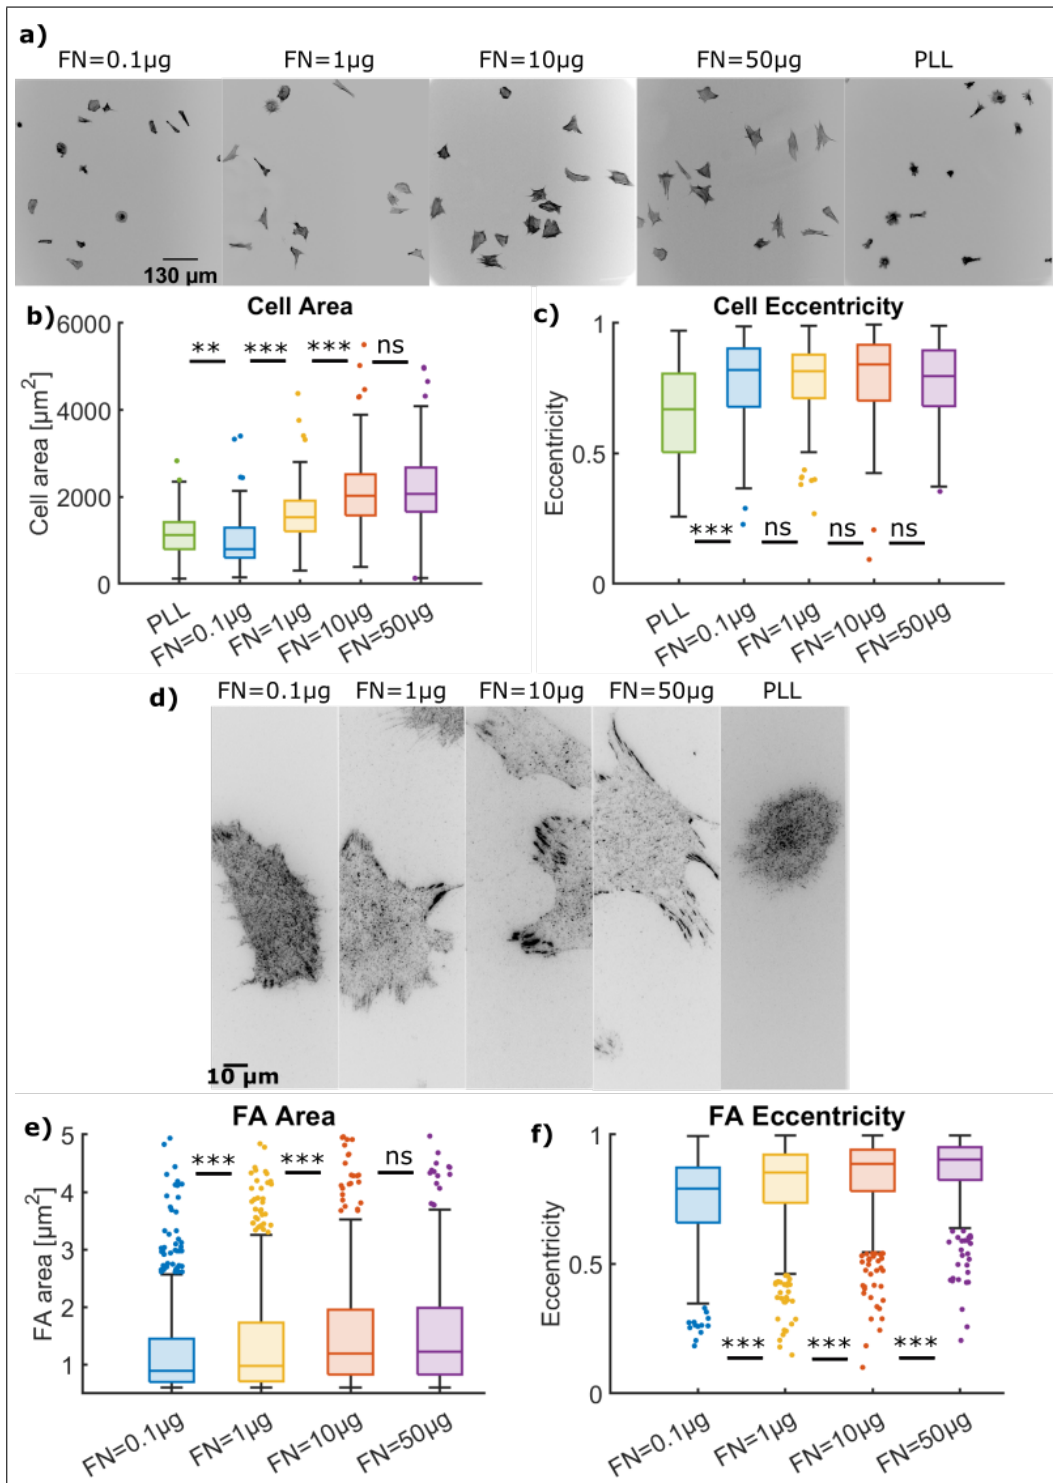 a)
FN=0.1µg FN=1µg FN=10µg FN=50µg PLL
130 µm
b) Cell Area
Cell area [µm²]
6000
4000
2000
0
** *** *** ns
PLL FN=0.1µg FN=1µg FN=10µg FN=50µg
c) Cell Eccentricity
Eccentricity
1
0.5
0
*** ns ns ns
PLL FN=0.1µg FN=1µg FN=10µg FN=50µg
d)
FN=0.1µg FN=1µg FN=10µg FN=50µg PLL
10 µm
e) FA Area
FA area [µm²]
5
4
3
2
1
*** *** ns
FN=0.1µg FN=1µg FN=10µg FN=50µg
f) FA Eccentricity
Eccentricity
1
0.5
0
*** *** ***
FN=0.1µg FN=1µg FN=10µg FN=50µg